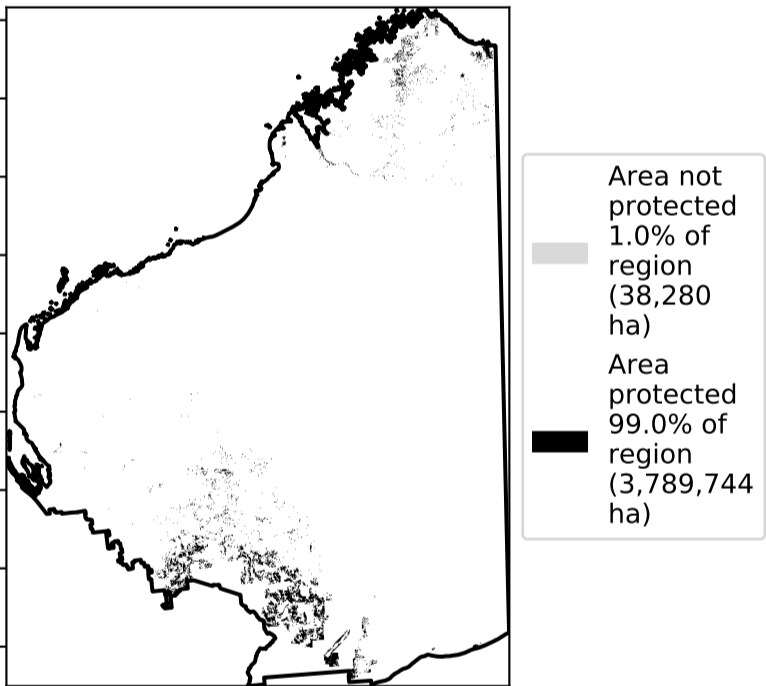 Area not
protected
1.0% of
region
(38,280
ha)
Area
protected
99.0% of
region
(3,789,744
ha)